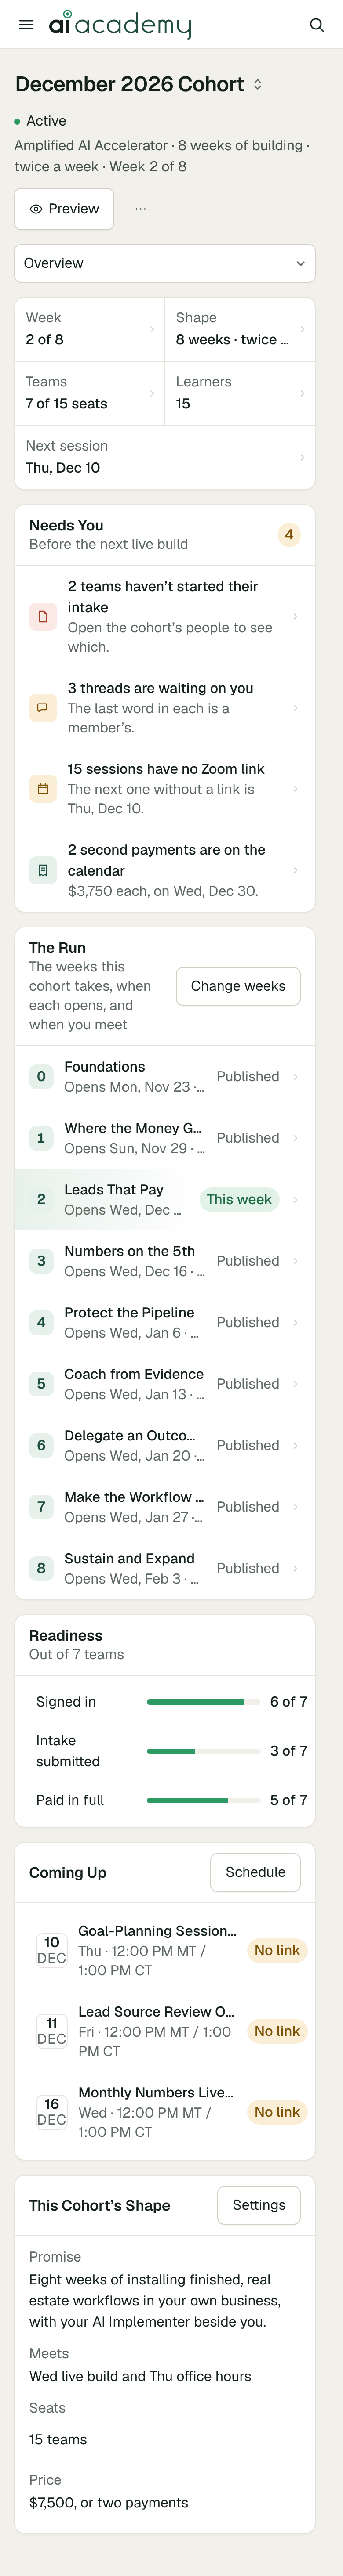 ai academy
December 2026 Cohort
Active
Amplified AI Accelerator · 8 weeks of building ·
twice a week · Week 2 of 8
Preview
···
Overview
Week
2 of 8
Shape
8 weeks · twice ...
Teams
7 of 15 seats
Learners
15
Next session
Thu, Dec 10
Needs You
Before the next live build
4
2 teams haven’t started their
intake
Open the cohort’s people to see
which.
3 threads are waiting on you
The last word in each is a
member’s.
15 sessions have no Zoom link
The next one without a link is
Thu, Dec 10.
2 second payments are on the
calendar
$3,750 each, on Wed, Dec 30.
The Run
The weeks this
cohort takes, when
each opens, and
when you meet
Change weeks
0
Foundations
Opens Mon, Nov 23 ·...
Published
1
Where the Money G...
Opens Sun, Nov 29 · ...
Published
2
Leads That Pay
Opens Wed, Dec ...
This week
3
Numbers on the 5th
Opens Wed, Dec 16 · ...
Published
4
Protect the Pipeline
Opens Wed, Jan 6 · ...
Published
5
Coach from Evidence
Opens Wed, Jan 13 · ...
Published
6
Delegate an Outco...
Opens Wed, Jan 20 ·...
Published
7
Make the Workflow ...
Opens Wed, Jan 27 ·...
Published
8
Sustain and Expand
Opens Wed, Feb 3 · ...
Published
Readiness
Out of 7 teams
Signed in
6 of 7
Intake
submitted
3 of 7
Paid in full
5 of 7
Coming Up
Schedule
10
DEC
Goal-Planning Session...
Thu · 12:00 PM MT /
1:00 PM CT
No link
11
DEC
Lead Source Review O...
Fri · 12:00 PM MT / 1:00
PM CT
No link
16
DEC
Monthly Numbers Live...
Wed · 12:00 PM MT /
1:00 PM CT
No link
This Cohort’s Shape
Settings
Promise
Eight weeks of installing finished, real
estate workflows in your own business,
with your AI Implementer beside you.
Meets
Wed live build and Thu office hours
Seats
15 teams
Price
$7,500, or two payments